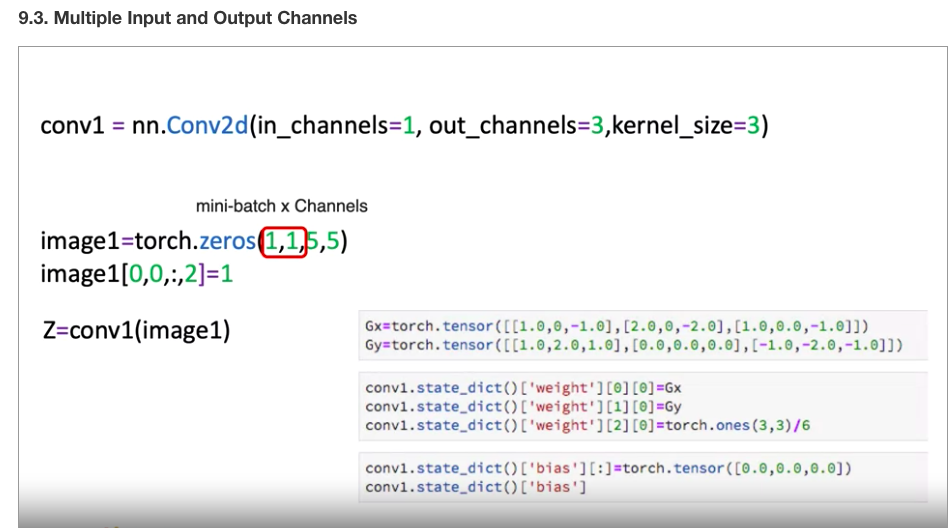 9.3. Multiple Input and Output Channels
conv1 = nn.Conv2d(in_channels=1, out_channels=3,kernel_size=3)
mini-batch x Channels
image1=torch.zeros(1,1,5,5)
image1[0,0,:,2]=1
Z=conv1(image1)
Gx=torch.tensor([[1.0,0,-1.0],[2.0,0,-2.0],[1.0,0.0,-1.0]])
Gy=torch.tensor([[1.0,2.0,1.0],[0.0,0.0,0.0],[-1.0,-2.0,-1.0]])
conv1.state_dict()['weight'][0][0]=Gx
conv1.state_dict()['weight'][1][0]=Gy
conv1.state_dict()['weight'][2][0]=torch.ones(3,3)/6
conv1.state_dict()['bias'][:]=torch.tensor([0.0,0.0,0.0])
conv1.state_dict()['bias']